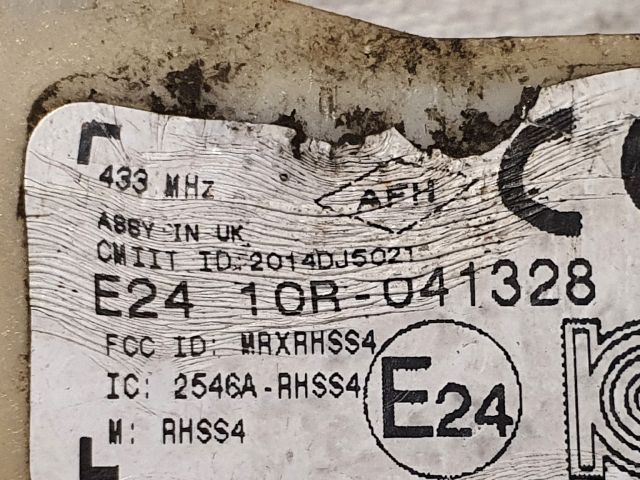 433 MHz
AFH
ASSY IN UK
CMIIT ID: 2014DJ5021
E24 10R-041328
FCC ID: MRXRHSS4
IC: 2546A-RHSS4
M: RHSS4
E24